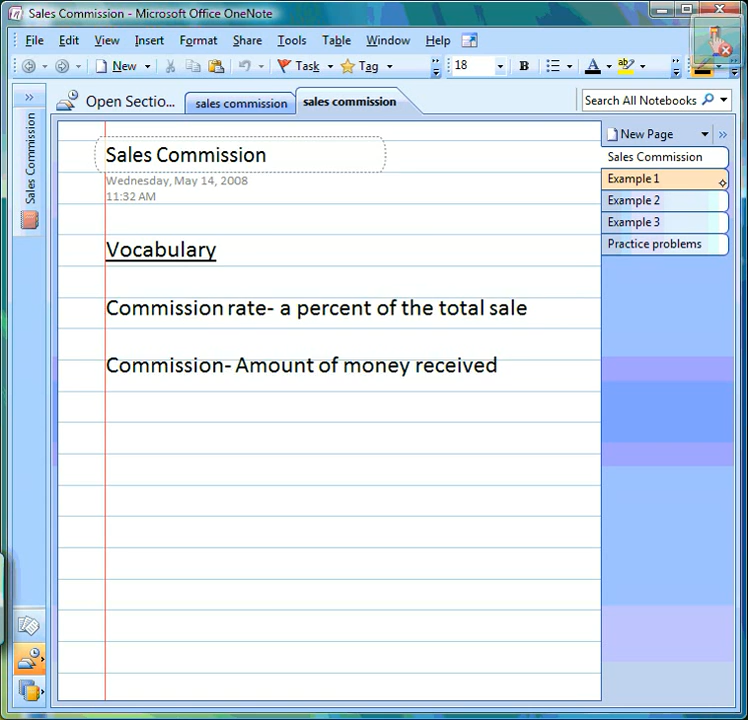 Sales Commission - Microsoft Office OneNote
File Edit View Insert Format Share Tools Table Window Help
New Task Tag 18 B A ab
Open Sectio... sales commission sales commission Search All Notebooks
Sales Commission
New Page
Sales Commission
Example 1
Example 2
Example 3
Practice problems
Sales Commission
Wednesday, May 14, 2008
11:32 AM
Vocabulary
Commission rate- a percent of the total sale
Commission- Amount of money received